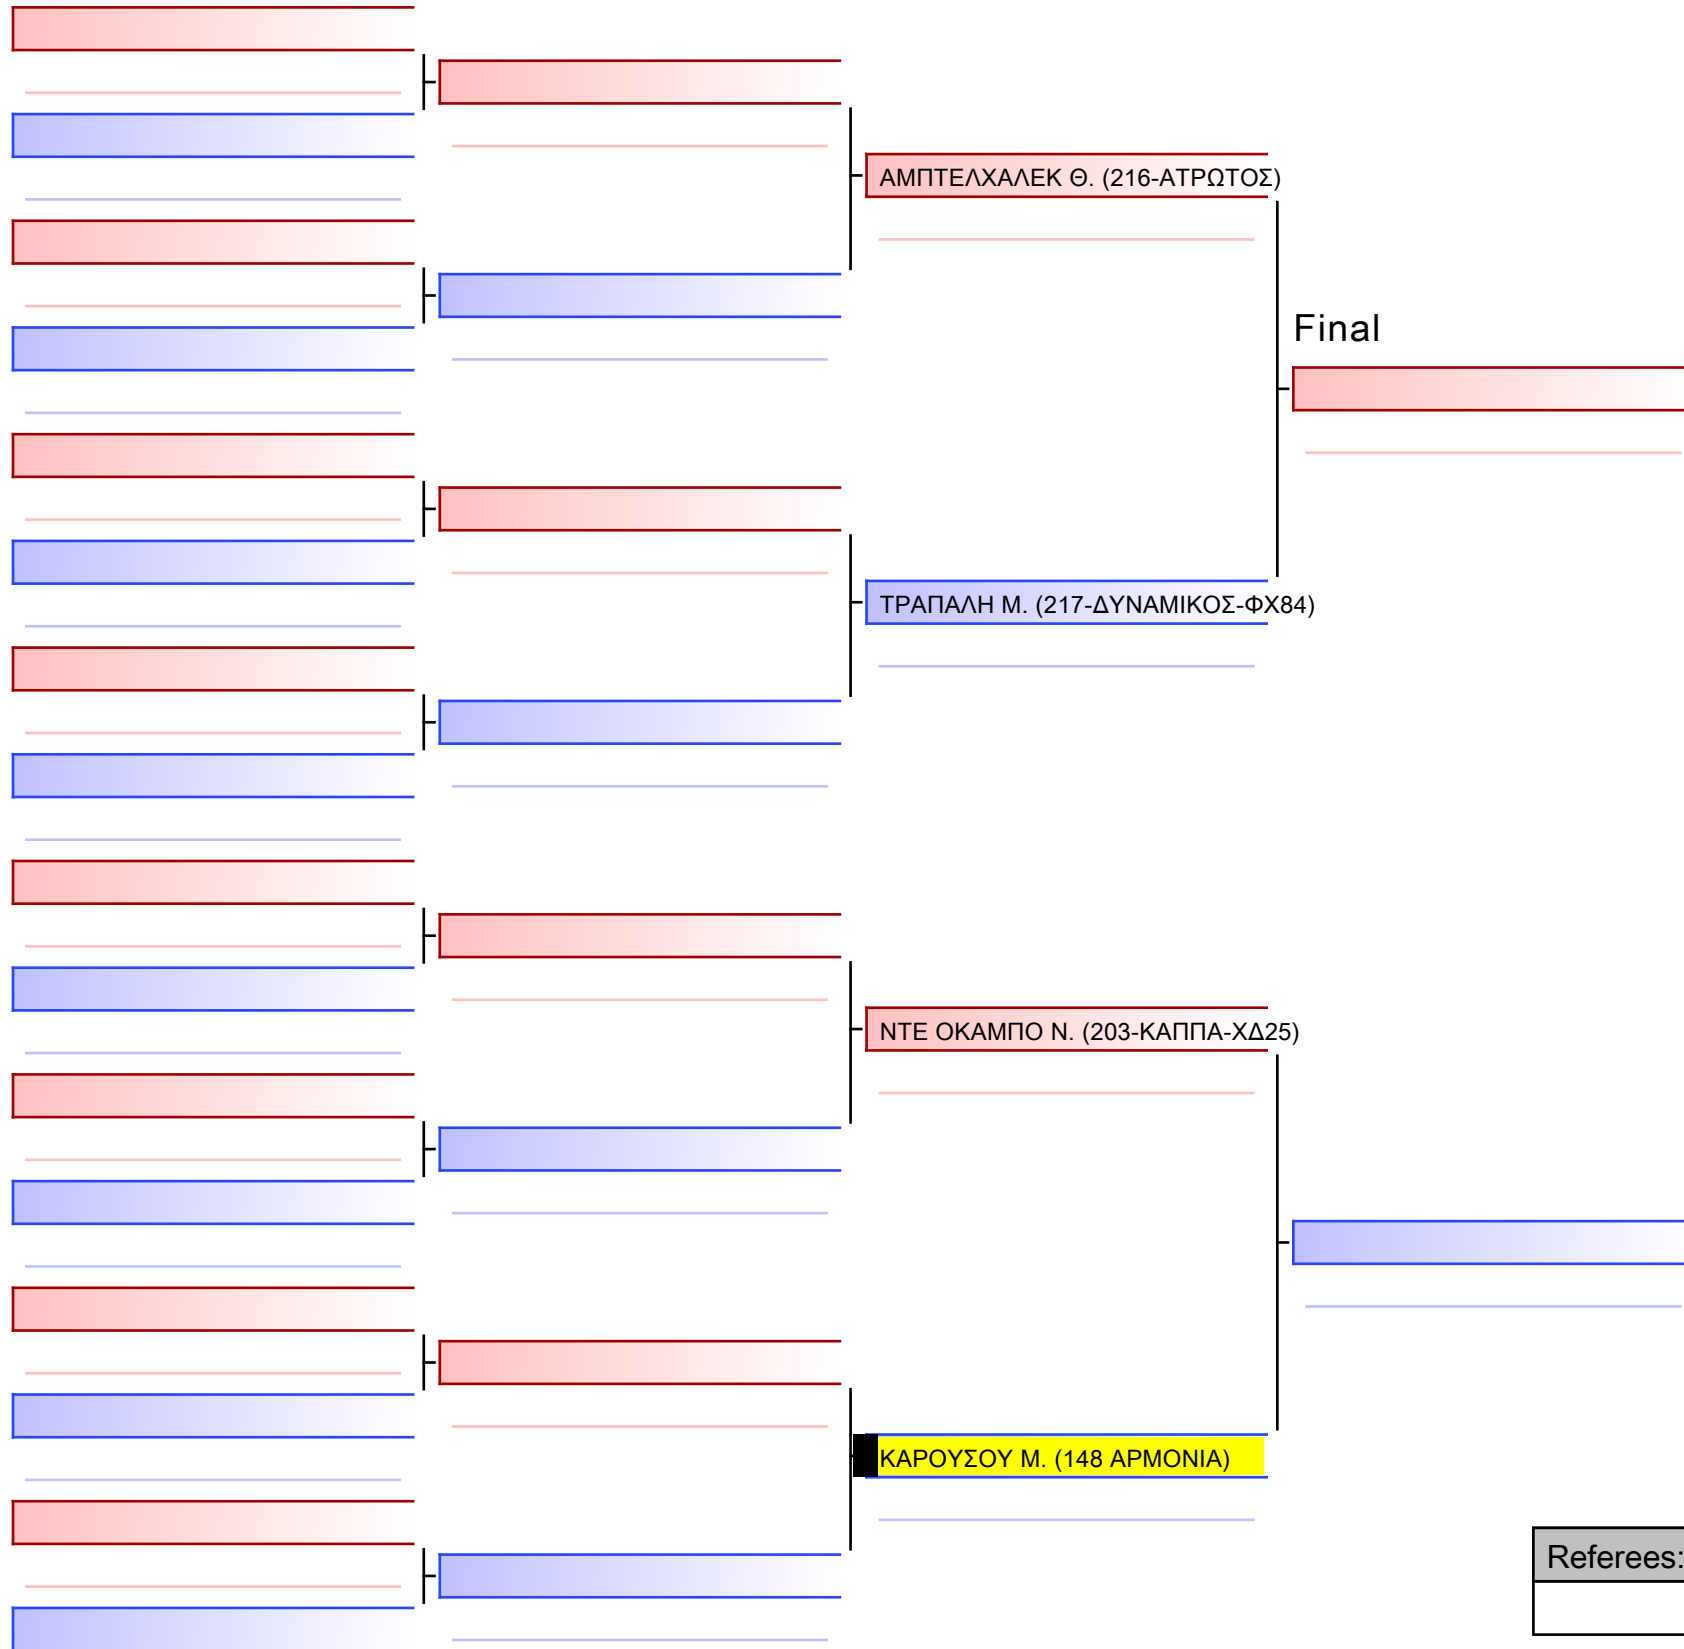 ΑΜΠΤΕΛΧΑΛΕΚ Θ. (216-ΑΤΡΩΤΟΣ)
Final
ΤΡΑΠΑΛΗ Μ. (217-ΔΥΝΑΜΙΚΟΣ-ΦΧ84)
ΝΤΕ ΟΚΑΜΠΟ Ν. (203-ΚΑΠΠΑ-ΧΔ25)
ΚΑΡΟΥΣΟΥ Μ. (148 ΑΡΜΟΝΙΑ)
Referees: